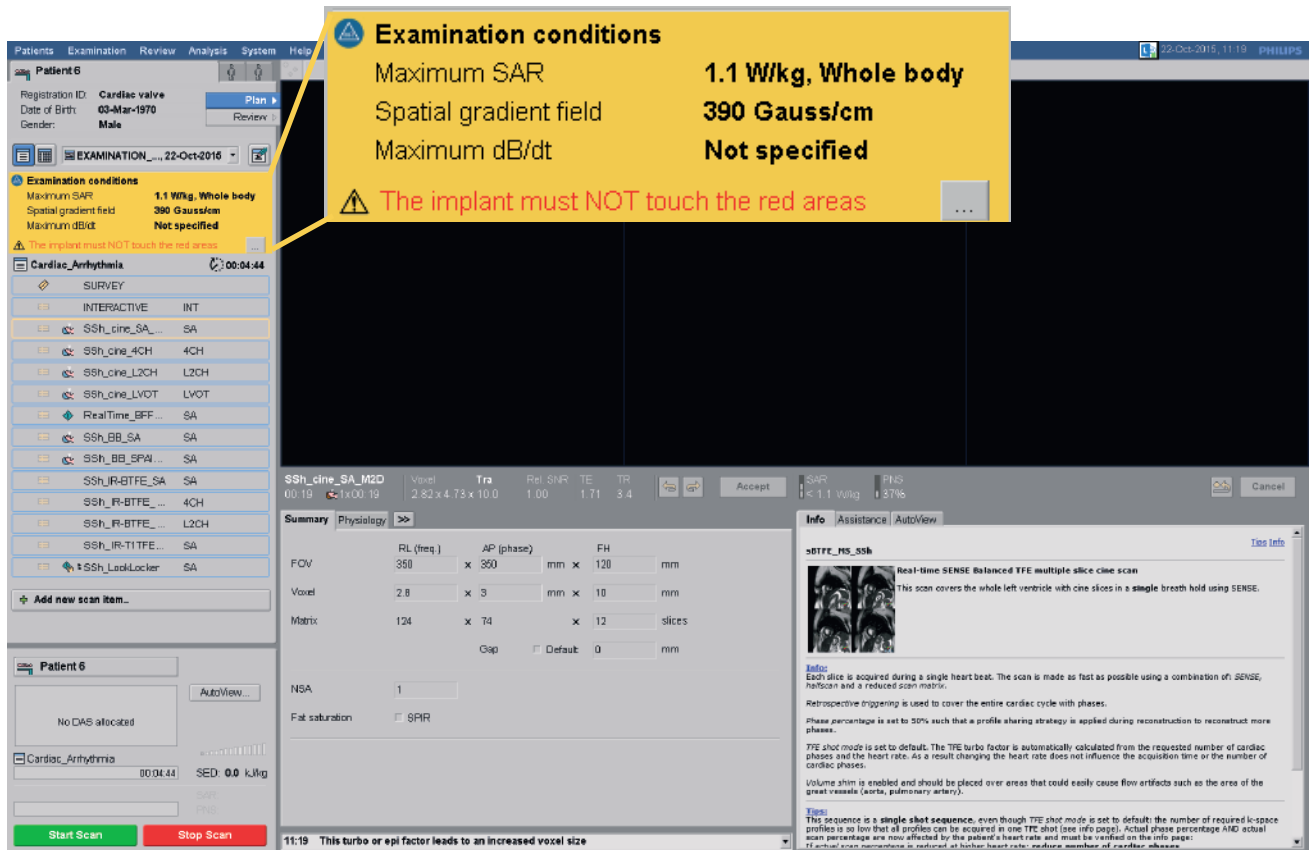 Examination conditions
Maximum SAR 1.1 W/kg, Whole body
Spatial gradient field 390 Gauss/cm
Maximum dB/dt Not specified
The implant must NOT touch the red areas ...
Patients Examination Review Analysis System Help
22-Oct-2015, 11:19 PHILIPS
Patient 6
Registration ID: Cardiac valve
Date of Birth: 03-Mar-1970
Gender: Male
Plan
Review
EXAMINATION_..., 22-Oct-2016
Examination conditions
Maximum SAR 1.1 W/kg, Whole body
Spatial gradient field 390 Gauss/cm
Maximum dB/dt Not specified
The implant must NOT touch the red areas ...
Cardiac_Arrhythmia 00:04:44
SURVEY
INTERACTIVE INT
SSh_cine_SA_... SA
SSh_cine_4CH 4CH
SSh_cine_L2CH L2CH
SSh_cine_LVOT LVOT
RealTime_BFF... SA
SSh_BB_SA SA
SSh_BB_SPAI... SA
SSh_IR-BTFE_SA SA
SSh_IR-BTFE_... 4CH
SSh_IR-BTFE_... L2CH
SSh_IR-T1TFE... SA
SSh_LookLocker SA
Add new scan item...
Patient 6
AutoView...
No DAS allocated
Cardiac_Arrhythmia
00:04:44 SED: 0.0 kJ/kg
SAR
PNS
Start Scan Stop Scan
SSh_cine_SA_M2D Voxel Tra Rel. SNR TE TR
00:19 1x00:19 2.82 x 4.73 x 10.0 1.00 1.71 3.4
Accept
SAR PNS
< 1.1 W/kg 37%
Cancel
Summary Physiology >>
RL (freq.) AP (phase) FH
FOV 350 x 350 mm x 120 mm
Voxel 2.8 x 3 mm x 10 mm
Matrix 124 x 74 x 12 slices
Gap Default 0 mm
NSA 1
Fat saturation SPIR
11:19 This turbo or epi factor leads to an increased voxel size
Info Assistance AutoView
Tips Info
sBTFE_MS_SSh
Real-time SENSE Balanced TFE multiple slice cine scan
This scan covers the whole left ventricle with cine slices in a single breath hold using SENSE.
Info:
Each slice is acquired during a single heart beat. The scan is made as fast as possible using a combination of: SENSE,
halfscan and a reduced scan matrix.
Retrospective triggering is used to cover the entire cardiac cycle with phases.
Phase percentage is set to 50% such that a profile sharing strategy is applied during reconstruction to reconstruct more
phases.
TFE shot mode is set to default. The TFE turbo factor is automatically calculated from the requested number of cardiac
phases and the heart rate. As a result changing the heart rate does not influence the acquisition time or the number of
cardiac phases.
Volume shim is enabled and should be placed over areas that could easily cause flow artifacts such as the area of the
great vessels (aorta, pulmonary artery).
Tips:
This sequence is a single shot sequence, even though TFE shot mode is set to default: the number of required k-space
profiles is so low that all profiles can be acquired in one TFE shot (see info page). Actual phase percentage AND actual
scan percentage are now affected by the patient's heart rate and must be verified on the info page:
If actual scan percentage is reduced at higher heart rate: reduce number of cardiac phases